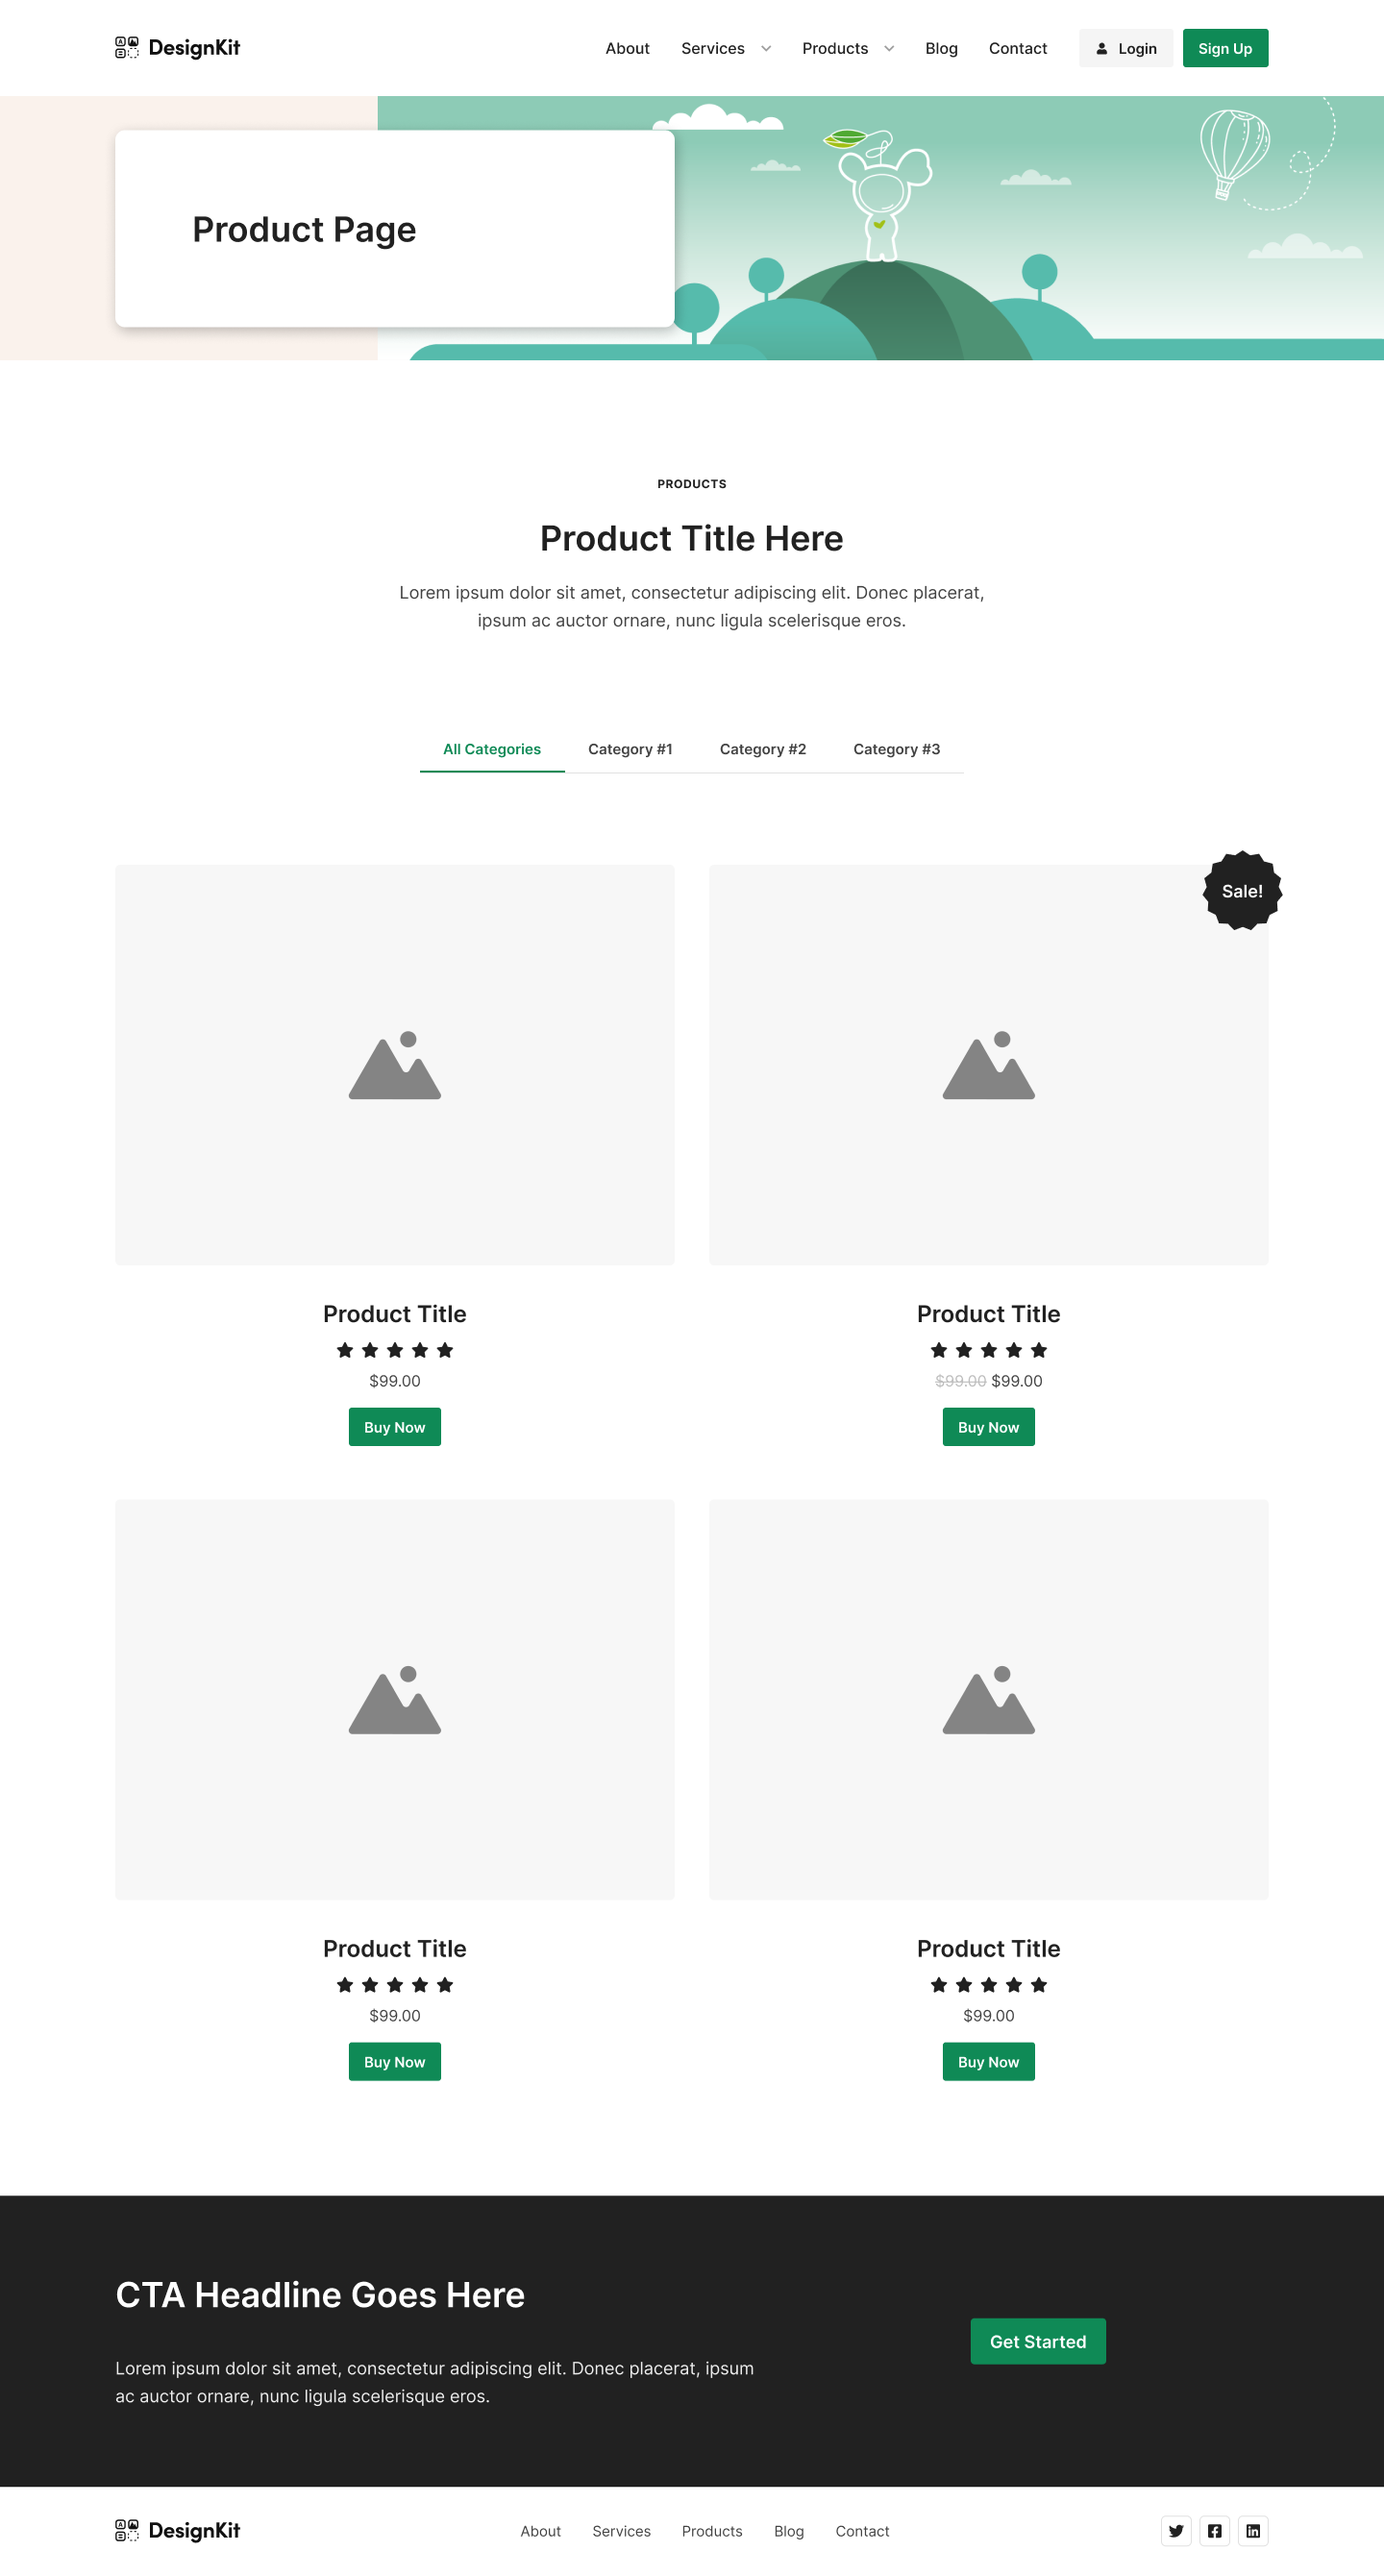 DesignKit
About Services Products Blog Contact Login Sign Up
Product Page
PRODUCTS
Product Title Here
Lorem ipsum dolor sit amet, consectetur adipiscing elit. Donec placerat,
ipsum ac auctor ornare, nunc ligula scelerisque eros.
All Categories Category #1 Category #2 Category #3
Sale!
Product Title
$99.00
Buy Now
Product Title
$99.00 $99.00
Buy Now
Product Title
$99.00
Buy Now
Product Title
$99.00
Buy Now
CTA Headline Goes Here
Lorem ipsum dolor sit amet, consectetur adipiscing elit. Donec placerat, ipsum
ac auctor ornare, nunc ligula scelerisque eros.
Get Started
DesignKit
About Services Products Blog Contact